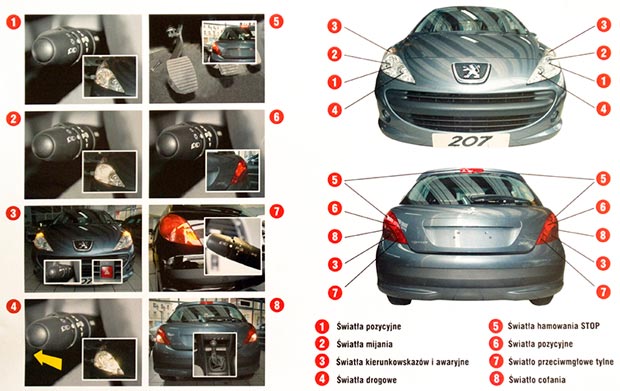 1 5
2 6
3 7
4 8
3 3
2 2
1 1
4 4
207
5 5
6 6
8 8
3 3
7 7
1 Światła pozycyjne
2 Światła mijania
3 Światła kierunkowskazów i awaryjne
4 Światła drogowe
5 Światła hamowania STOP
6 Światła pozycyjne
7 Światło przeciwmgłowe tylne
8 Światło cofania